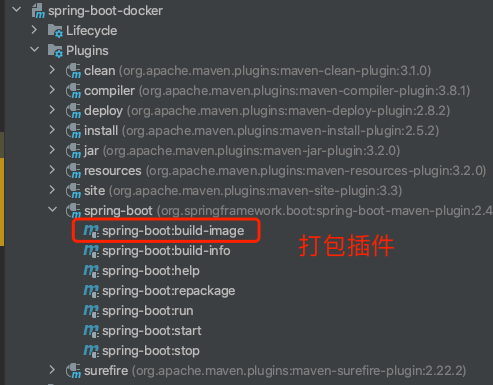 spring-boot-docker
Lifecycle
Plugins
clean (org.apache.maven.plugins:maven-clean-plugin:3.1.0)
compiler (org.apache.maven.plugins:maven-compiler-plugin:3.8.1)
deploy (org.apache.maven.plugins:maven-deploy-plugin:2.8.2)
install (org.apache.maven.plugins:maven-install-plugin:2.5.2)
jar (org.apache.maven.plugins:maven-jar-plugin:3.2.0)
resources (org.apache.maven.plugins:maven-resources-plugin:3.2.0)
site (org.apache.maven.plugins:maven-site-plugin:3.3)
spring-boot (org.springframework.boot:spring-boot-maven-plugin:2.4
spring-boot:build-image
打包插件
spring-boot:build-info
spring-boot:help
spring-boot:repackage
spring-boot:run
spring-boot:start
spring-boot:stop
surefire (org.apache.maven.plugins:maven-surefire-plugin:2.22.2)